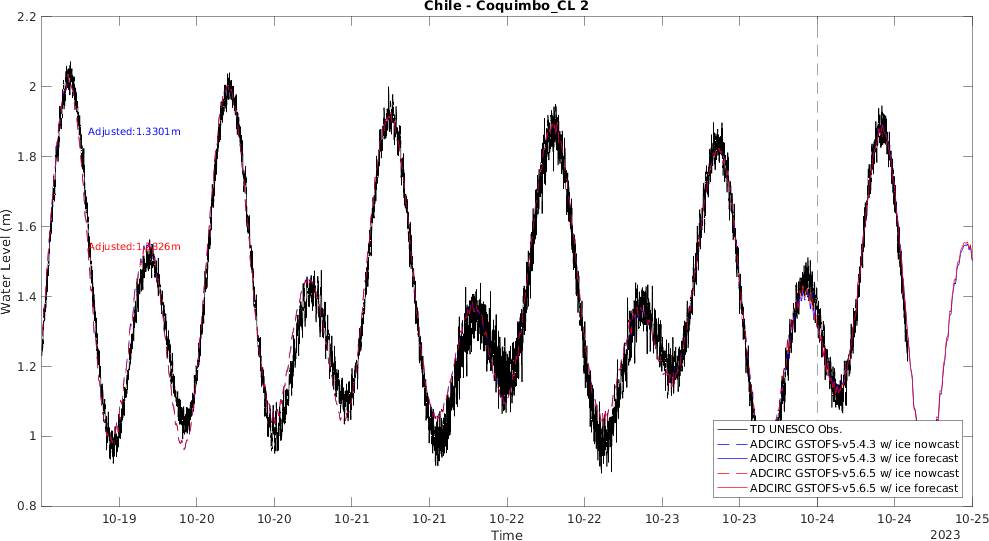 Chile - Coquimbo_CL 2
Water Level (m)
2.2
2
1.8
1.6
1.4
1.2
1
0.8
Adjusted:1.3301m
TD UNESCO Obs.
ADCIRC GSTOFS-v5.4.3 w/ ice nowcast
ADCIRC GSTOFS-v5.4.3 w/ ice forecast
ADCIRC GSTOFS-v5.6.5 w/ ice nowcast
ADCIRC GSTOFS-v5.6.5 w/ ice forecast
10-19 10-20 10-20 10-21 10-21 10-22 10-22 10-23 10-23 10-24 10-24 10-25
Time
2023